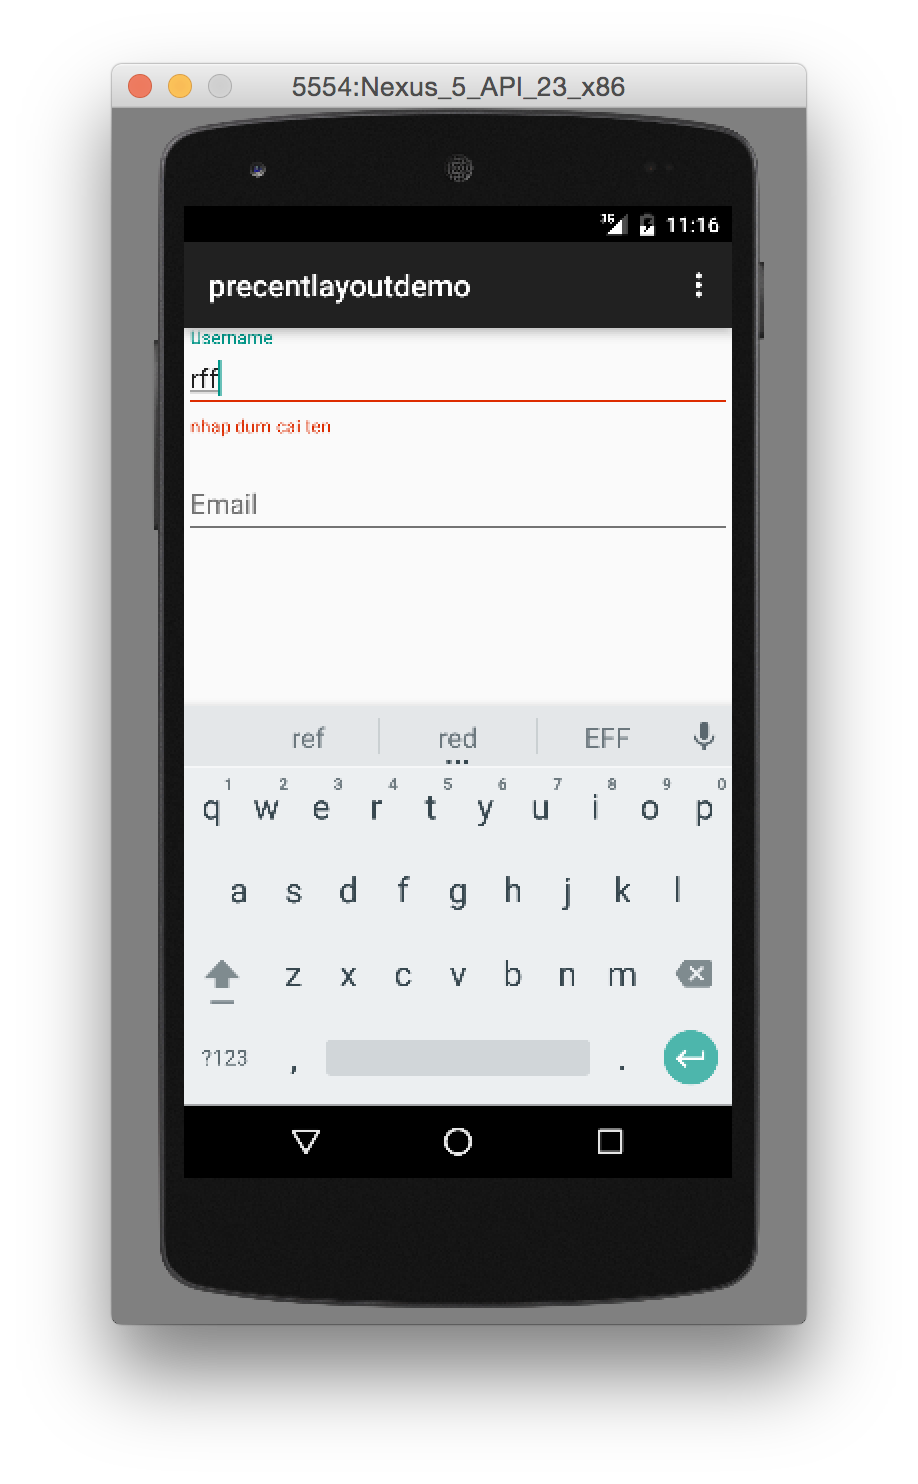 5554:Nexus_5_API_23_x86
3G 11:16
precentlayoutdemo
Username
rff
nhap dum cai ten
Email
ref red EFF
1 2 3 4 5 6 7 8 9 0
q w e r t y u i o p
a s d f g h j k l
z x c v b n m
?123 , .